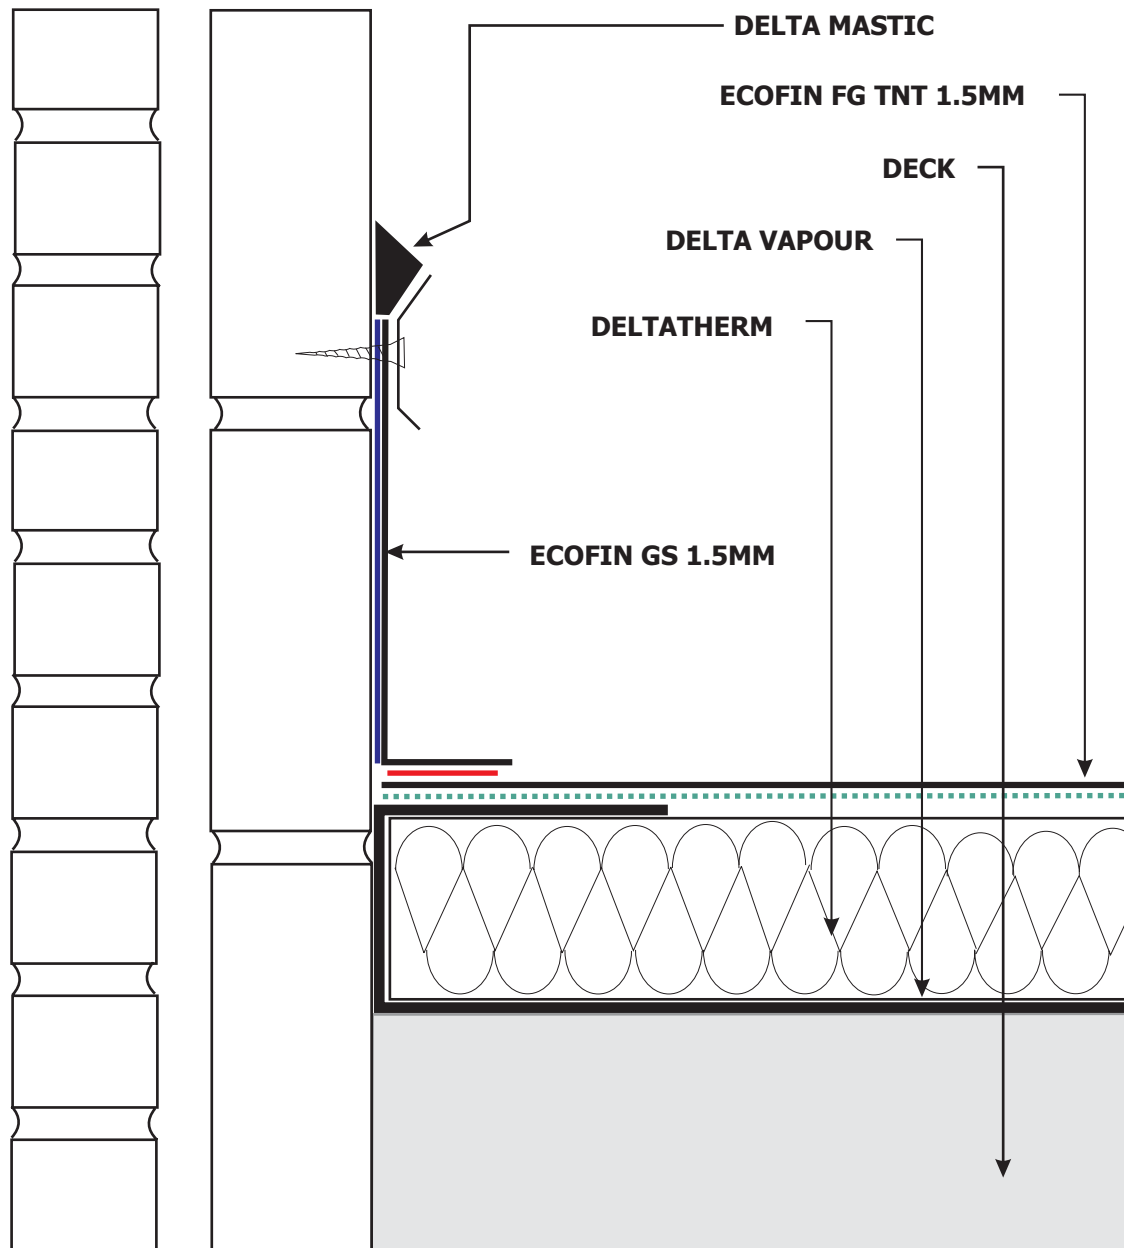 DELTA MASTIC
ECOFIN FG TNT 1.5MM
DECK
DELTA VAPOUR
DELTATHERM
ECOFIN GS 1.5MM